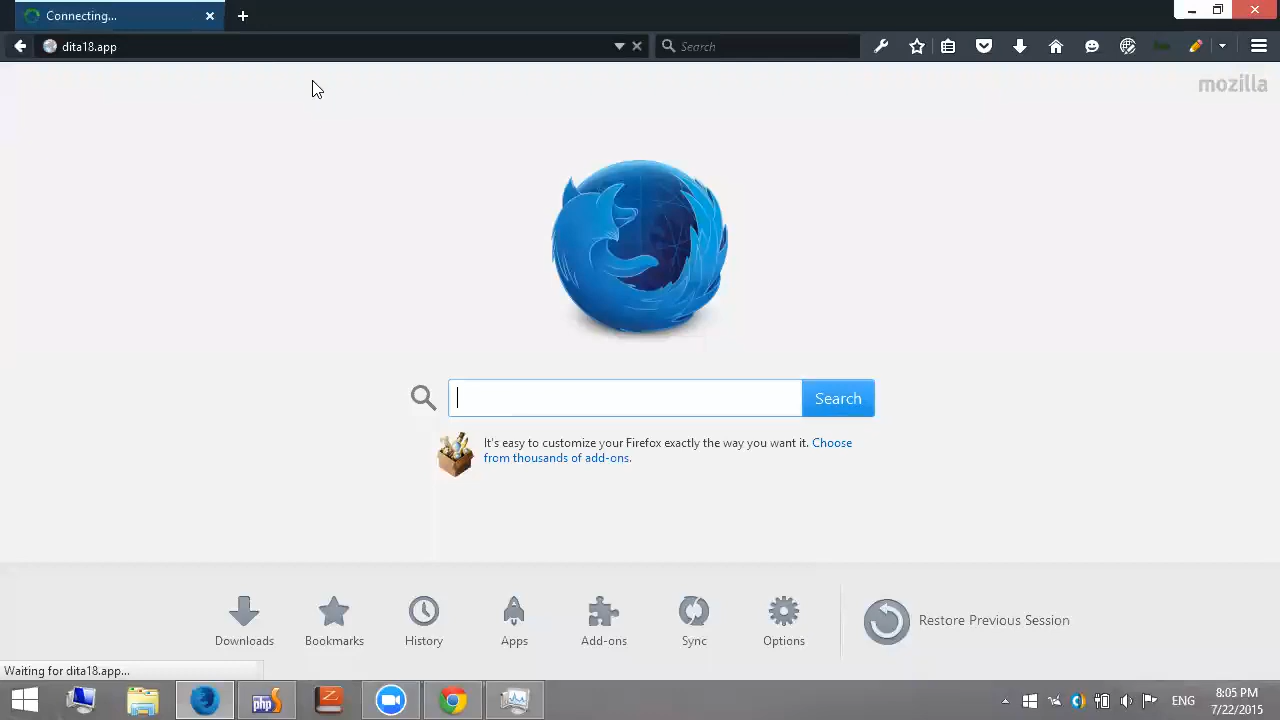 Connecting...
dita18.app
Search
mozilla
Search
It's easy to customize your Firefox exactly the way you want it. Choose
from thousands of add-ons.
Downloads
Bookmarks
History
Apps
Add-ons
Sync
Options
Restore Previous Session
Waiting for dita18.app...
php
Z
ENG
8:05 PM
7/22/2015